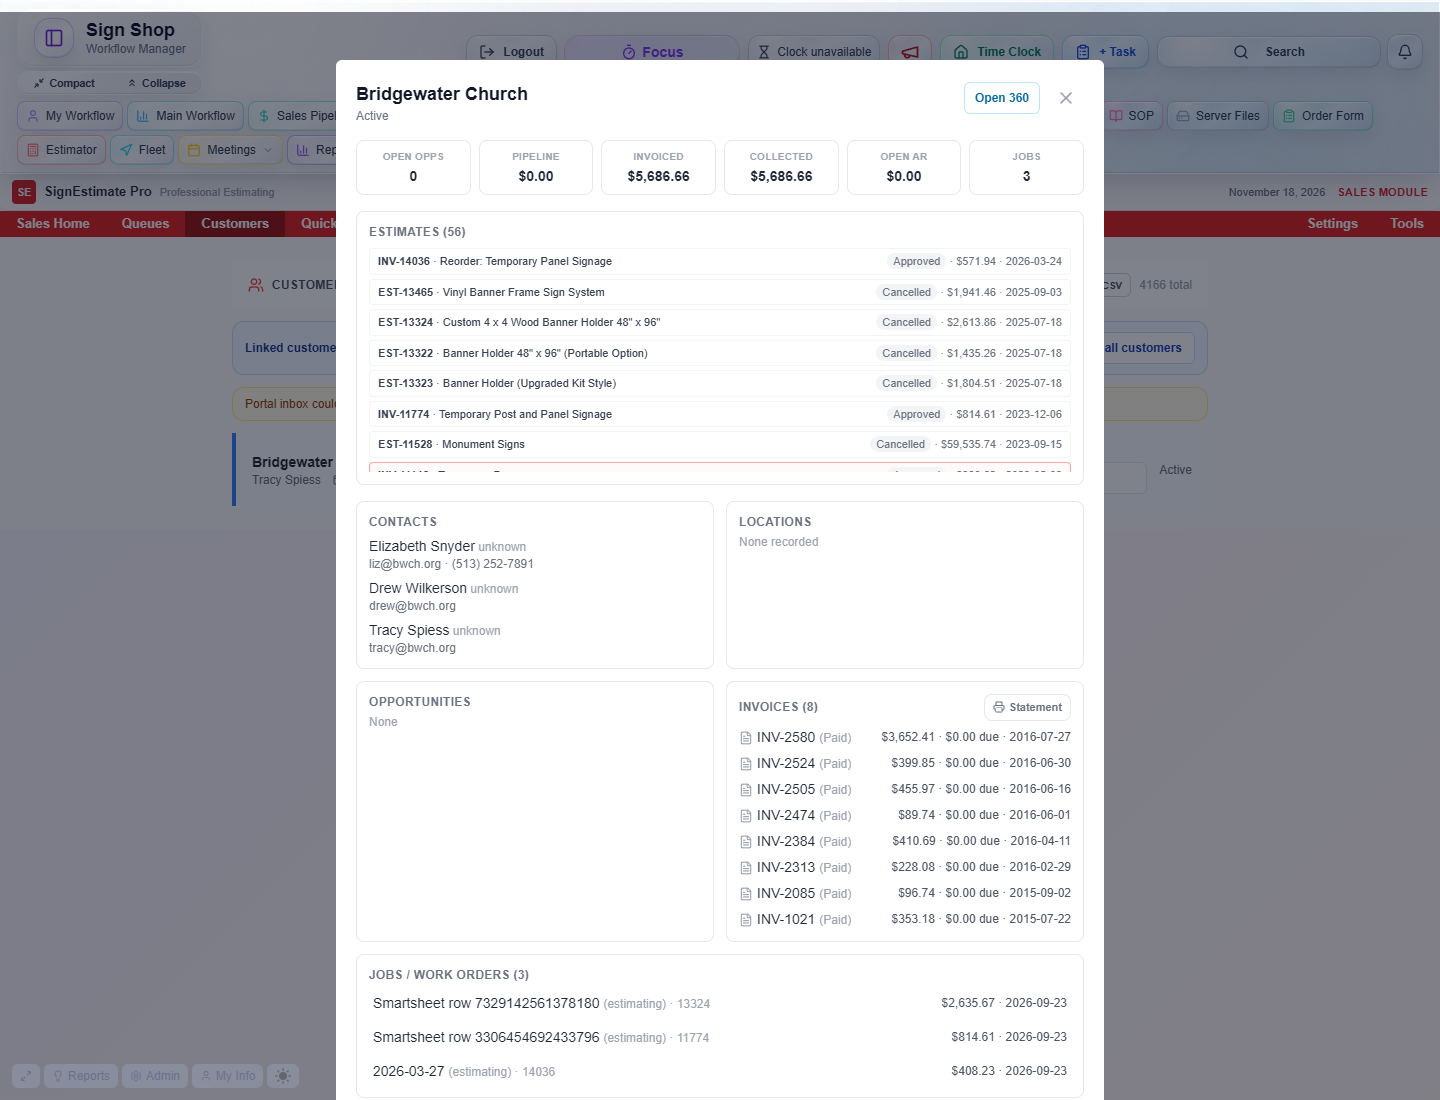 Sign Shop
Workflow Manager
Logout
Focus
Clock unavailable
Time Clock
+ Task
Search
Compact
Collapse
My Workflow
Main Workflow
Sales Pipel
SOP
Server Files
Order Form
Estimator
Fleet
Meetings
Rep
SE SignEstimate Pro Professional Estimating
November 18, 2026 SALES MODULE
Sales Home Queues Customers Quick
Settings Tools
CUSTOME
CSV 4166 total
Linked custome
all customers
Portal inbox coul
Bridgewater
Tracy Spiess
Active
Bridgewater Church
Active
Open 360
OPEN OPPS
0
PIPELINE
$0.00
INVOICED
$5,686.66
COLLECTED
$5,686.66
OPEN AR
$0.00
JOBS
3
ESTIMATES (56)
INV-14036 · Reorder: Temporary Panel Signage Approved · $571.94 · 2026-03-24
EST-13465 · Vinyl Banner Frame Sign System Cancelled · $1,941.46 · 2025-09-03
EST-13324 · Custom 4 x 4 Wood Banner Holder 48" x 96" Cancelled · $2,613.86 · 2025-07-18
EST-13322 · Banner Holder 48" x 96" (Portable Option) Cancelled · $1,435.26 · 2025-07-18
EST-13323 · Banner Holder (Upgraded Kit Style) Cancelled · $1,804.51 · 2025-07-18
INV-11774 · Temporary Post and Panel Signage Approved · $814.61 · 2023-12-06
EST-11528 · Monument Signs Cancelled · $59,535.74 · 2023-09-15
CONTACTS
Elizabeth Snyder unknown
liz@bwch.org · (513) 252-7891
Drew Wilkerson unknown
drew@bwch.org
Tracy Spiess unknown
tracy@bwch.org
LOCATIONS
None recorded
OPPORTUNITIES
None
INVOICES (8)
Statement
INV-2580 (Paid) $3,652.41 · $0.00 due · 2016-07-27
INV-2524 (Paid) $399.85 · $0.00 due · 2016-06-30
INV-2505 (Paid) $455.97 · $0.00 due · 2016-06-16
INV-2474 (Paid) $89.74 · $0.00 due · 2016-06-01
INV-2384 (Paid) $410.69 · $0.00 due · 2016-04-11
INV-2313 (Paid) $228.08 · $0.00 due · 2016-02-29
INV-2085 (Paid) $96.74 · $0.00 due · 2015-09-02
INV-1021 (Paid) $353.18 · $0.00 due · 2015-07-22
JOBS / WORK ORDERS (3)
Smartsheet row 7329142561378180 (estimating) · 13324 $2,635.67 · 2026-09-23
Smartsheet row 3306454692433796 (estimating) · 11774 $814.61 · 2026-09-23
2026-03-27 (estimating) · 14036 $408.23 · 2026-09-23
Reports
Admin
My Info